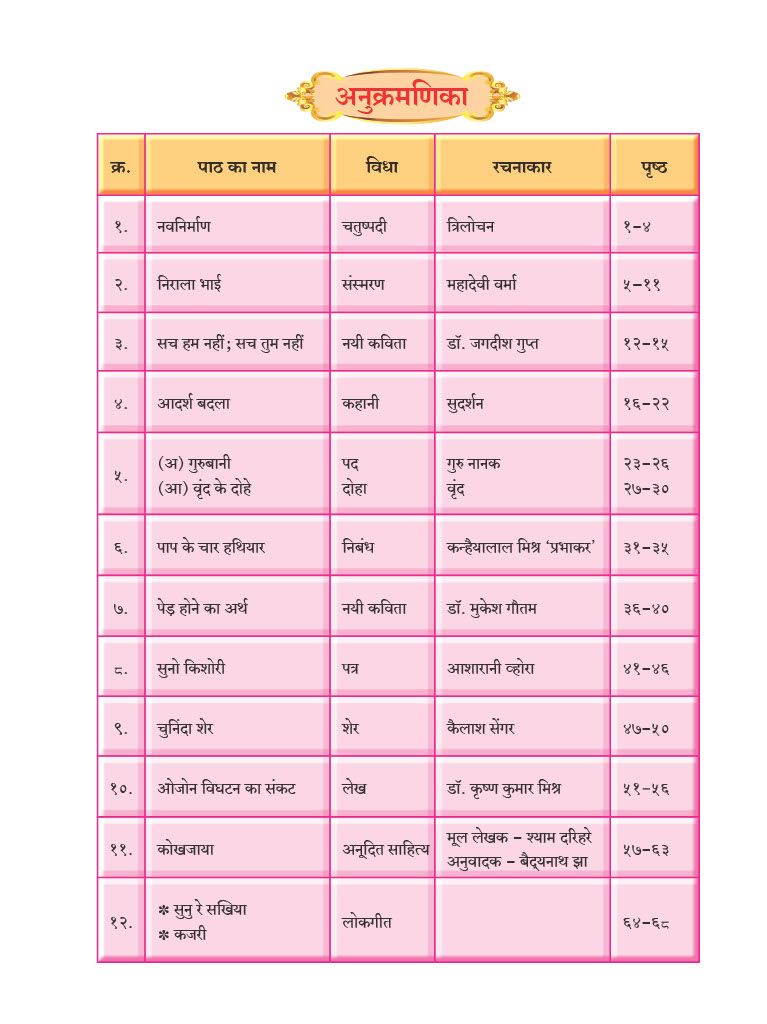 अनुक्रमणिका
क्र. पाठ का नाम विधा रचनाकार पृष्ठ
१. नवनिर्माण चतुष्पदी त्रिलोचन १–४
२. निराला भाई संस्मरण महादेवी वर्मा ५–११
३. सच हम नहीं; सच तुम नहीं नयी कविता डॉ. जगदीश गुप्त १२–१५
४. आदर्श बदला कहानी सुदर्शन १६–२२
५. (अ) गुरुबानी पद गुरु नानक २३–२६
(आ) वृंद के दोहे दोहा वृंद २७–३०
६. पाप के चार हथियार निबंध कन्हैयालाल मिश्र ‘प्रभाकर’ ३१–३५
७. पेड़ होने का अर्थ नयी कविता डॉ. मुकेश गौतम ३६–४०
८. सुनो किशोरी पत्र आशारानी व्होरा ४१–४६
९. चुनिंदा शेर शेर कैलाश सेंगर ४७–५०
१०. ओजोन विघटन का संकट लेख डॉ. कृष्ण कुमार मिश्र ५१–५६
११. कोखजाया अनूदित साहित्य मूल लेखक – श्याम दरिहरे ५७–६३
अनुवादक – बैद्‌यनाथ झा
१२. ✽ सुनु रे सखिया लोकगीत ६४–६८
✽ कजरी